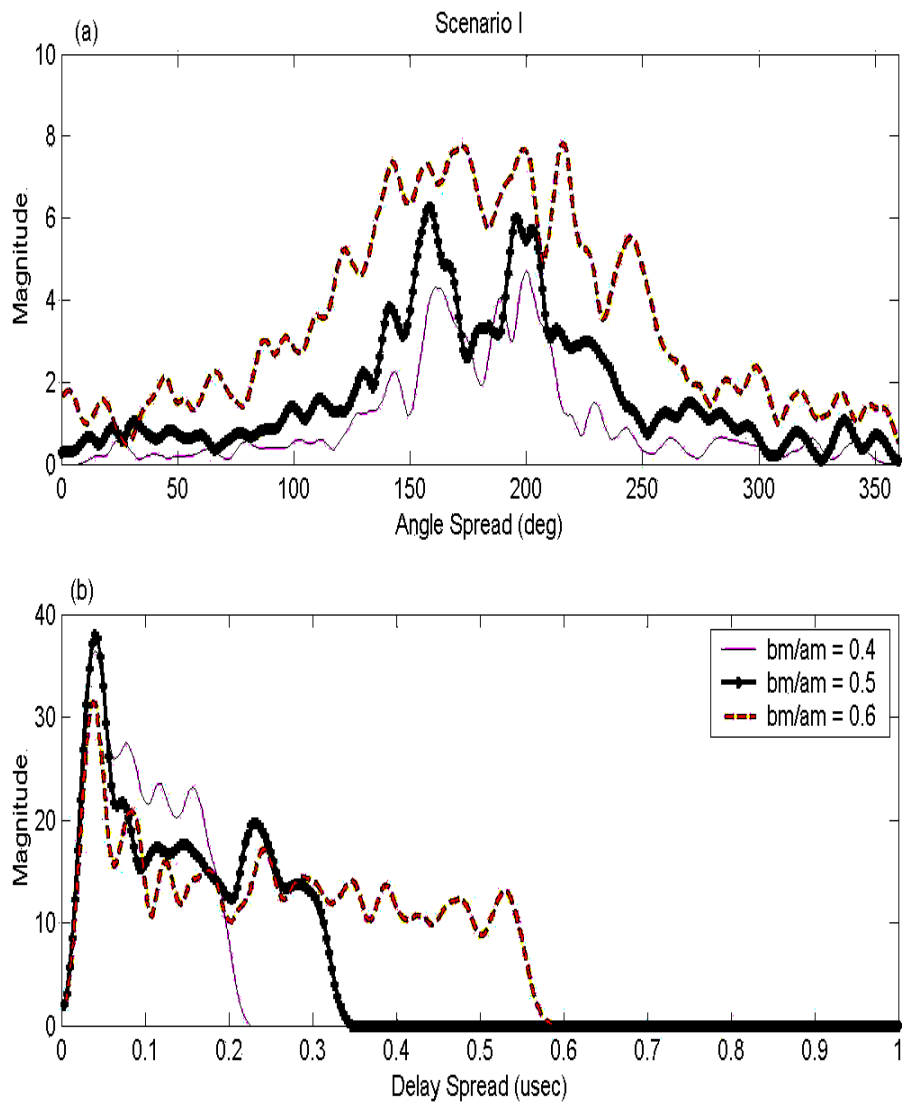 Scenario I
(a)
10
8
6
4
2
0
Magnitude.
0 50 100 150 200 250 300 350
Angle Spread (deg)
(b)
40
30
20
10
0
Magnitude.
bm/am = 0.4
bm/am = 0.5
bm/am = 0.6
0 0.1 0.2 0.3 0.4 0.5 0.6 0.7 0.8 0.9 1
Delay Spread (usec)